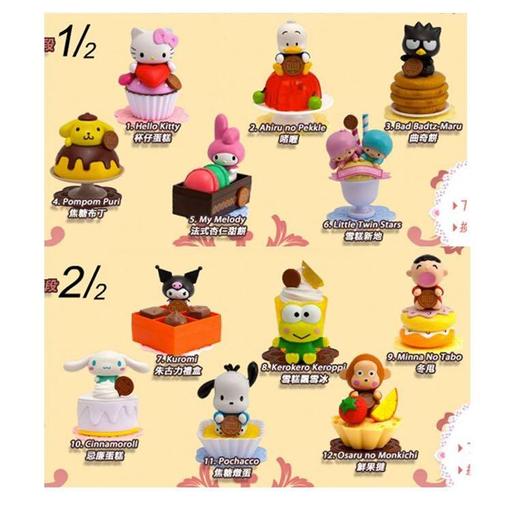 段 1/2
1. Hello Kitty
杯仔蛋糕
2. Ahiru no Pekkle
啫喱
3. Bad Badtz-Maru
曲奇餅
4. Pompom Puri
焦糖布丁
5. My Melody
法式杏仁甜餅
6. Little Twin Stars
雪糕新地
段 2/2
7. Kuromi
朱古力禮盒
8. Kerokero Keroppi
雪糕飄雪冰
9. Minna No Tabo
冬甩
10. Cinnamoroll
忌廉蛋糕
11. Pochacco
焦糖燉蛋
12. Osaru no Monkichi
鮮果撻